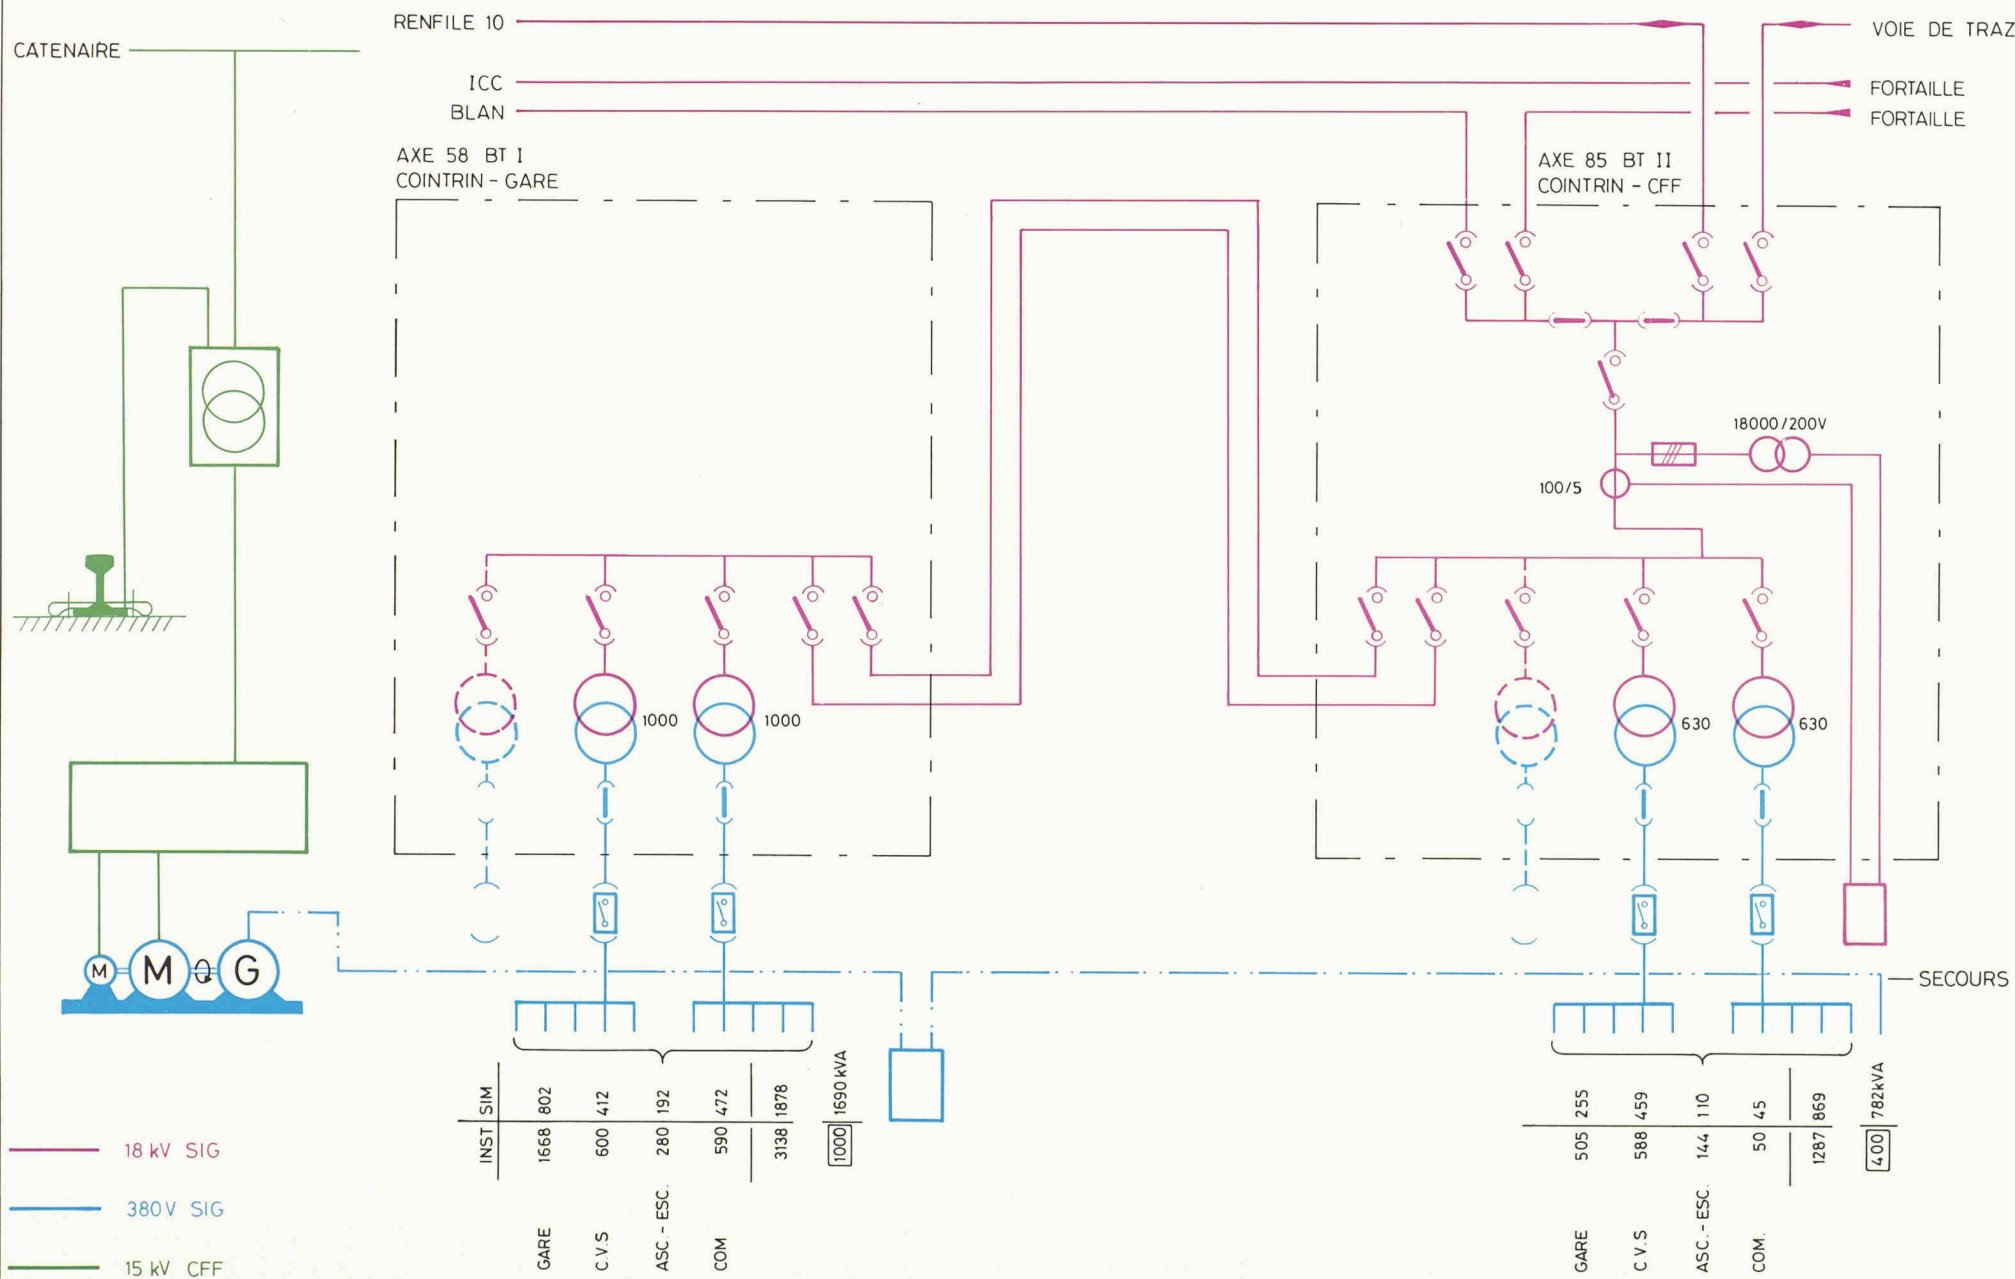 RENFILE 10
VOIE DE TRAZ
CATENAIRE
ICC
FORTAILLE
BLAN
FORTAILLE
AXE 58 BT I
COINTRIN - GARE
AXE 85 BT II
COINTRIN - CFF
18000/200V
100/5
1000
1000
630
630
M
M
G
SECOURS
INST SIM
1668 802
600 412
280 192
590 472
3138 1878
1000 1690 kVA
GARE
C.V.S
ASC. - ESC.
COM
505 255
588 459
144 110
50 45
1287 869
400 782kVA
GARE
C.V.S
ASC. - ESC.
COM.
18 kV SIG
380V SIG
15 kV CFF